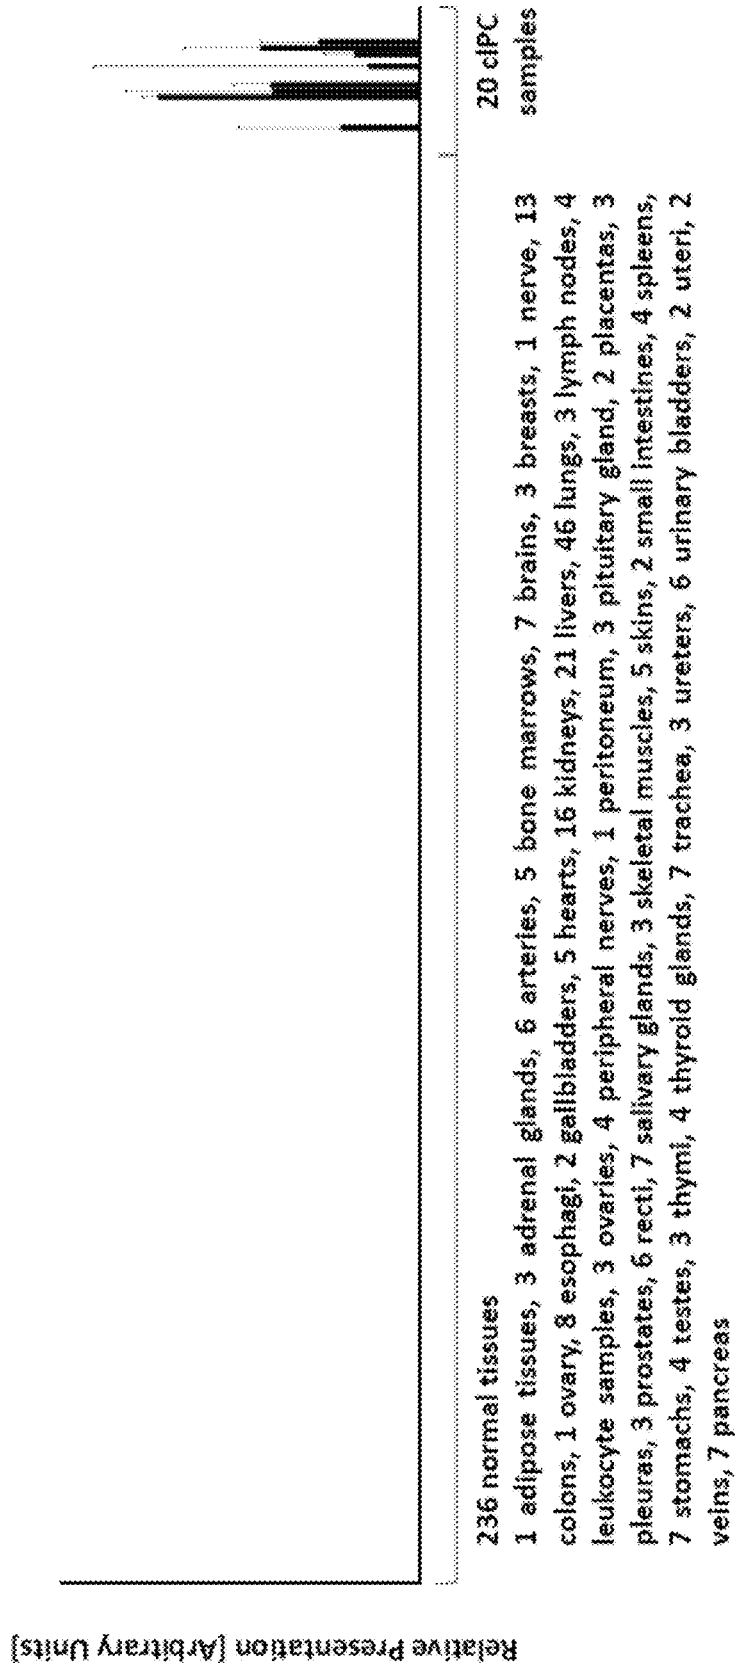 Relative Presentation [Arbitrary Units]
236 normal tissues
20 clPC
samples
1 adipose tissues, 3 adrenal glands, 6 arteries, 5 bone marrows, 7 brains, 3 breasts, 1 nerve, 13
colons, 1 ovary, 8 esophagi, 2 gallbladders, 5 hearts, 16 kidneys, 21 livers, 46 lungs, 3 lymph nodes, 4
leukocyte samples, 3 ovaries, 4 peripheral nerves, 1 peritoneum, 3 pituitary gland, 2 placentas, 3
pleuras, 3 prostates, 6 recti, 7 salivary glands, 3 skeletal muscles, 5 skins, 2 small intestines, 4 spleens,
7 stomachs, 4 testes, 3 thymi, 4 thyroid glands, 7 trachea, 3 ureters, 6 urinary bladders, 2 uteri, 2
veins, 7 pancreas